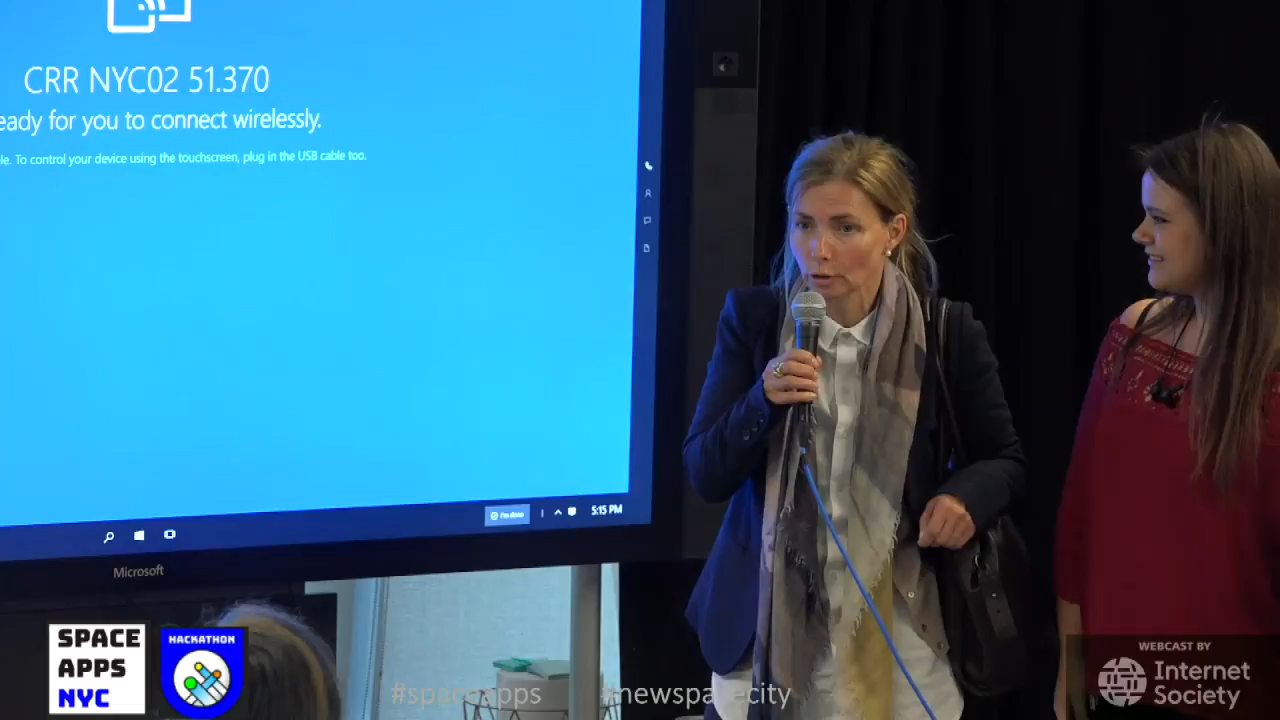 CRR NYC02 51.370
eady for you to connect wirelessly.
le. To control your device using the touchscreen, plug in the USB cable too.
I'm done
5:15 PM
Microsoft
SPACE
APPS
NYC
HACKATHON
#spaceapps
#newspacecity
WEBCAST BY
Internet
Society